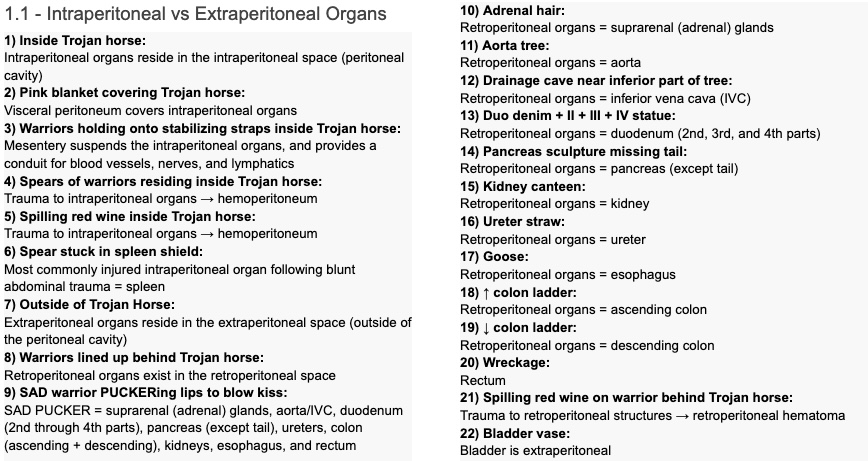 1.1 - Intraperitoneal vs Extraperitoneal Organs
1) Inside Trojan horse:
Intraperitoneal organs reside in the intraperitoneal space (peritoneal
cavity)
2) Pink blanket covering Trojan horse:
Visceral peritoneum covers intraperitoneal organs
3) Warriors holding onto stabilizing straps inside Trojan horse:
Mesentery suspends the intraperitoneal organs, and provides a
conduit for blood vessels, nerves, and lymphatics
4) Spears of warriors residing inside Trojan horse:
Trauma to intraperitoneal organs → hemoperitoneum
5) Spilling red wine inside Trojan horse:
Trauma to intraperitoneal organs → hemoperitoneum
6) Spear stuck in spleen shield:
Most commonly injured intraperitoneal organ following blunt
abdominal trauma = spleen
7) Outside of Trojan Horse:
Extraperitoneal organs reside in the extraperitoneal space (outside of
the peritoneal cavity)
8) Warriors lined up behind Trojan horse:
Retroperitoneal organs exist in the retroperitoneal space
9) SAD warrior PUCKERing lips to blow kiss:
SAD PUCKER = suprarenal (adrenal) glands, aorta/IVC, duodenum
(2nd through 4th parts), pancreas (except tail), ureters, colon
(ascending + descending), kidneys, esophagus, and rectum
10) Adrenal hair:
Retroperitoneal organs = suprarenal (adrenal) glands
11) Aorta tree:
Retroperitoneal organs = aorta
12) Drainage cave near inferior part of tree:
Retroperitoneal organs = inferior vena cava (IVC)
13) Duo denim + II + III + IV statue:
Retroperitoneal organs = duodenum (2nd, 3rd, and 4th parts)
14) Pancreas sculpture missing tail:
Retroperitoneal organs = pancreas (except tail)
15) Kidney canteen:
Retroperitoneal organs = kidney
16) Ureter straw:
Retroperitoneal organs = ureter
17) Goose:
Retroperitoneal organs = esophagus
18) ↑ colon ladder:
Retroperitoneal organs = ascending colon
19) ↓ colon ladder:
Retroperitoneal organs = descending colon
20) Wreckage:
Rectum
21) Spilling red wine on warrior behind Trojan horse:
Trauma to retroperitoneal structures → retroperitoneal hematoma
22) Bladder vase:
Bladder is extraperitoneal